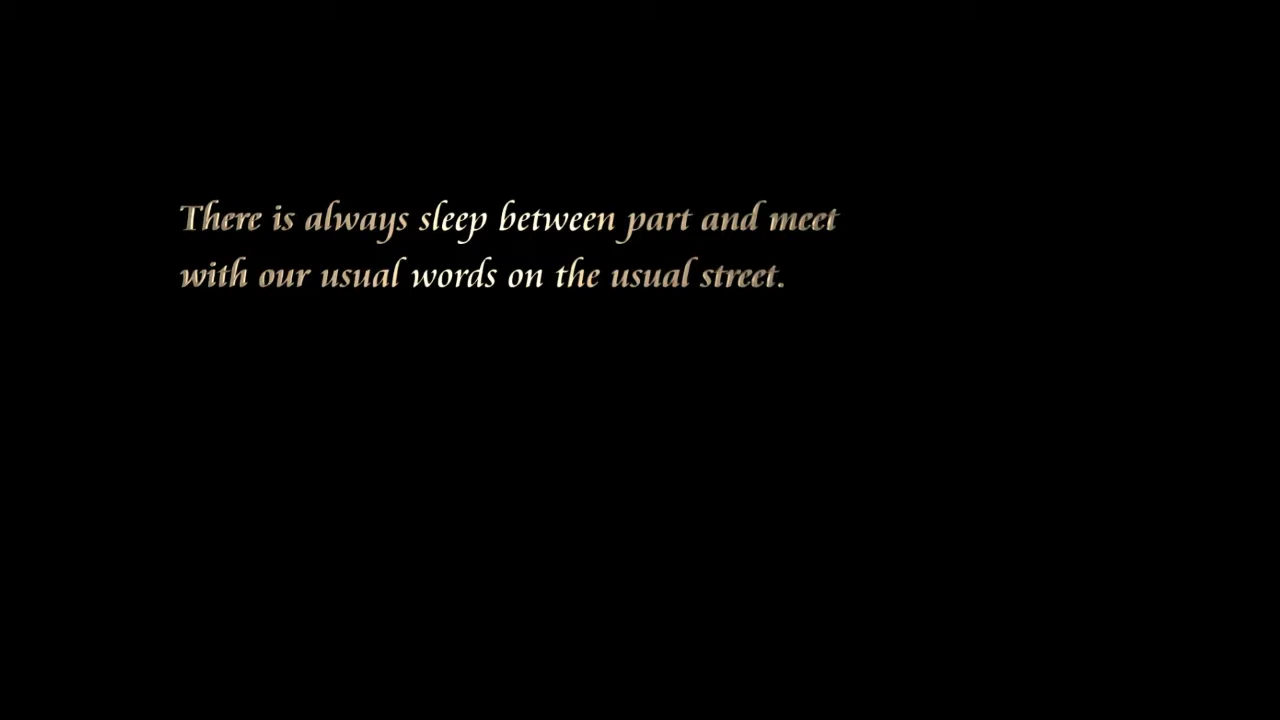 There is always sleep between part and meet
with our usual words on the usual street.